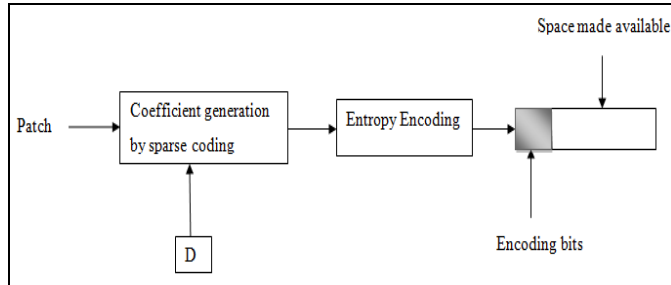 Space made available
Patch
Coefficient generation
by sparse coding
Entropy Encoding
D
Encoding bits